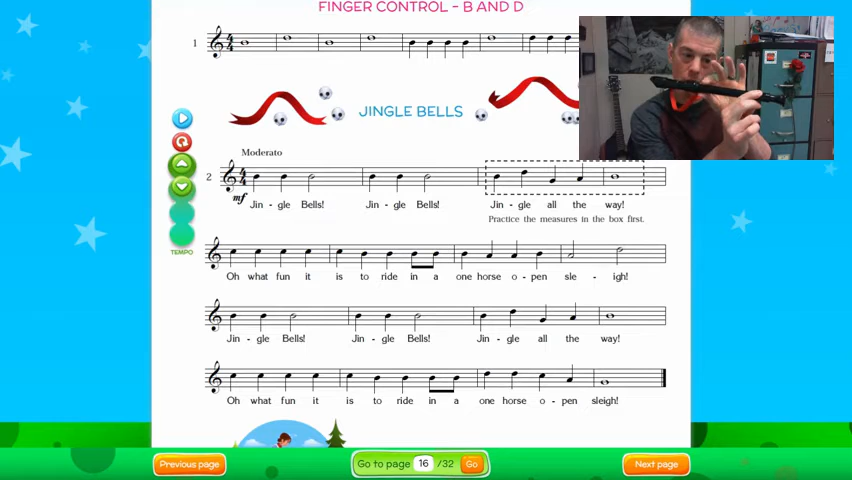 FINGER CONTROL - B AND D
1
JINGLE BELLS
Moderato
2
mf
Jin - gle Bells! Jin - gle Bells! Jin - gle all the way!
Practice the measures in the box first.
TEMPO
Oh what fun it is to ride in a one horse o - pen sle - igh!
Jin - gle Bells! Jin - gle Bells! Jin - gle all the way!
Oh what fun it is to ride in a one horse o - pen sleigh!
Previous page Go to page 16 /32 Go Next page